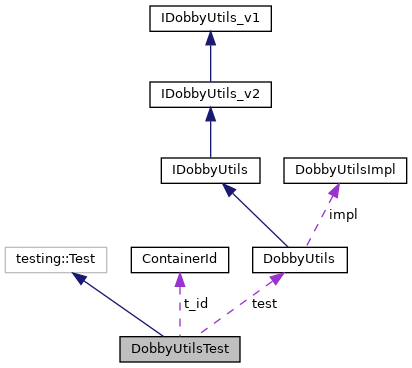 IDobbyUtils_v1
IDobbyUtils_v2
IDobbyUtils
DobbyUtilsImpl
impl
testing::Test
ContainerId
DobbyUtils
t_id
test
DobbyUtilsTest